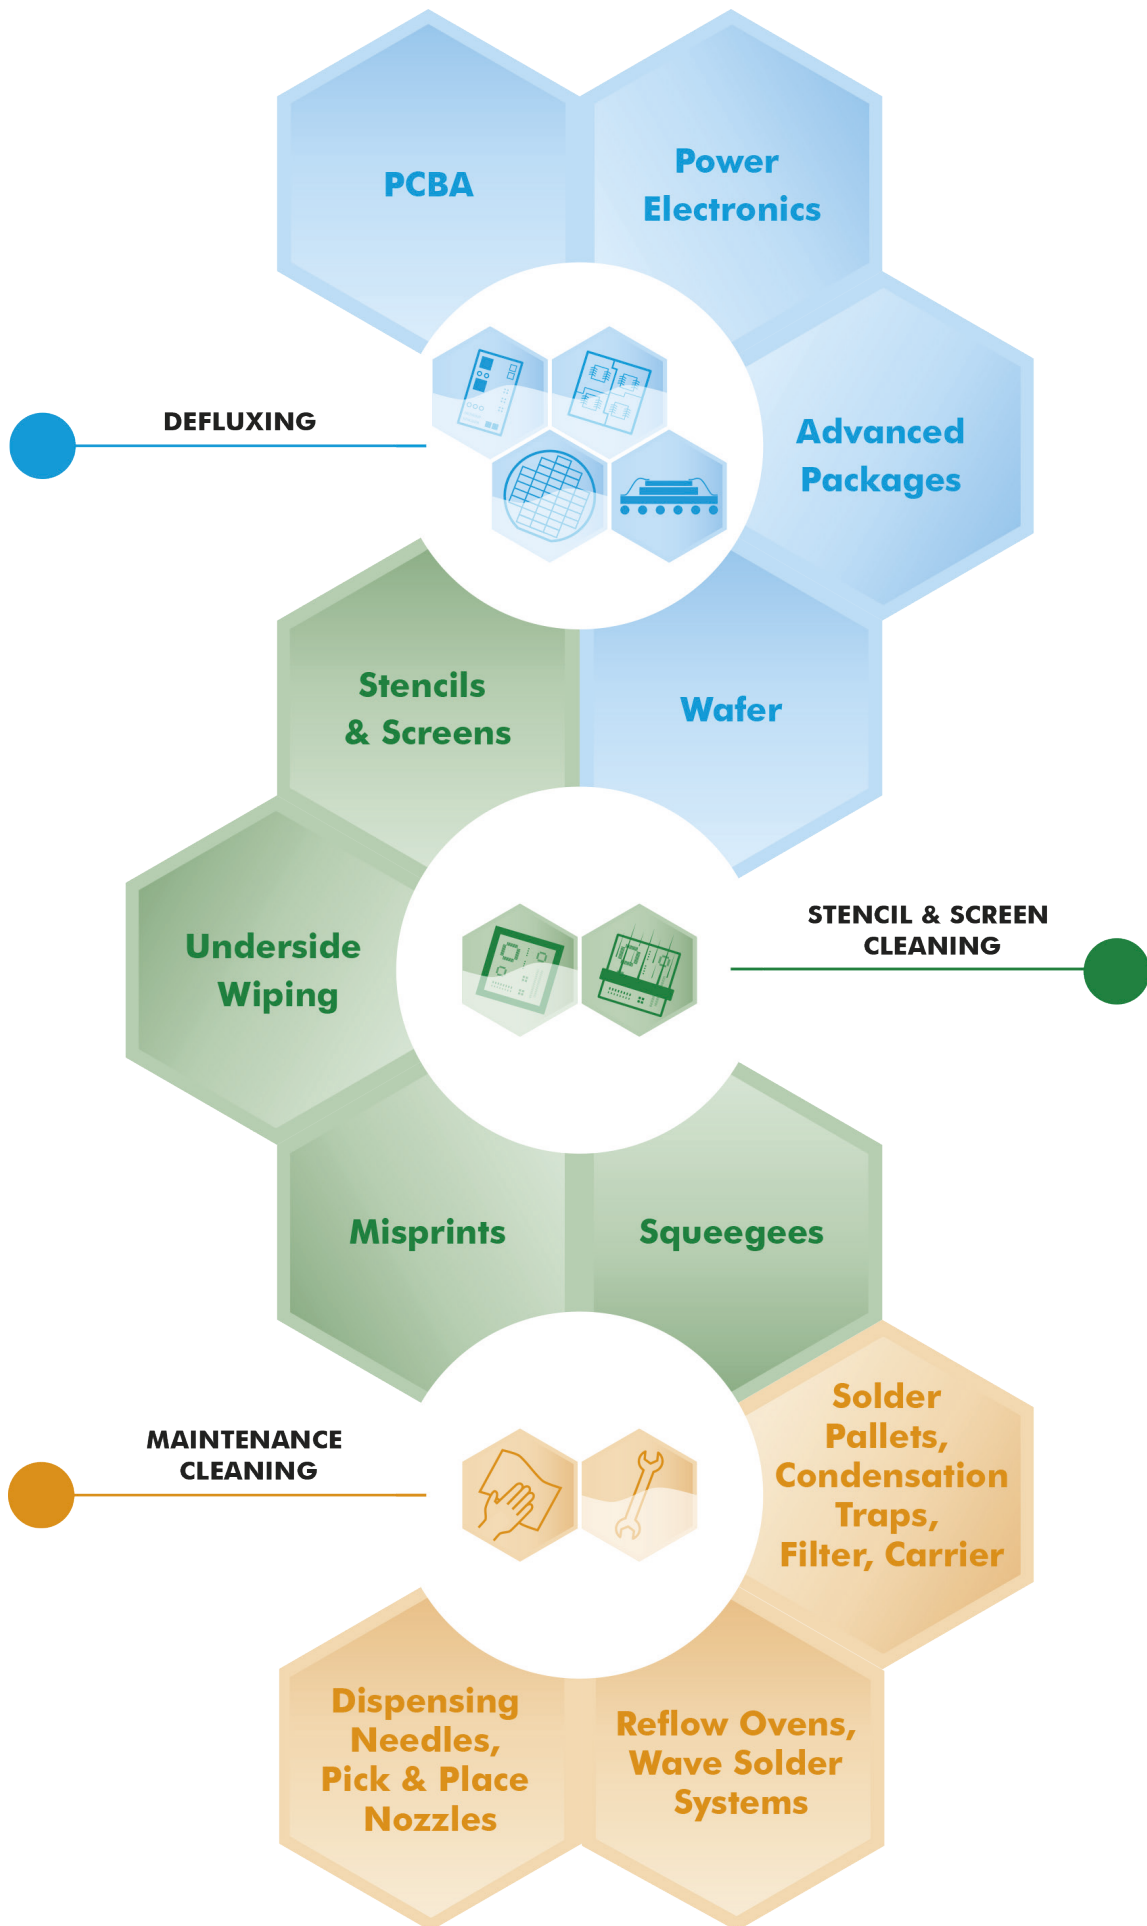 PCBA
Power
Electronics
DEFLUXING
Advanced
Packages
Stencils
& Screens
Wafer
Underside
Wiping
STENCIL & SCREEN
CLEANING
Misprints
Squeegees
MAINTENANCE
CLEANING
Solder
Pallets,
Condensation
Traps,
Filter, Carrier
Dispensing
Needles,
Pick & Place
Nozzles
Reflow Ovens,
Wave Solder
Systems